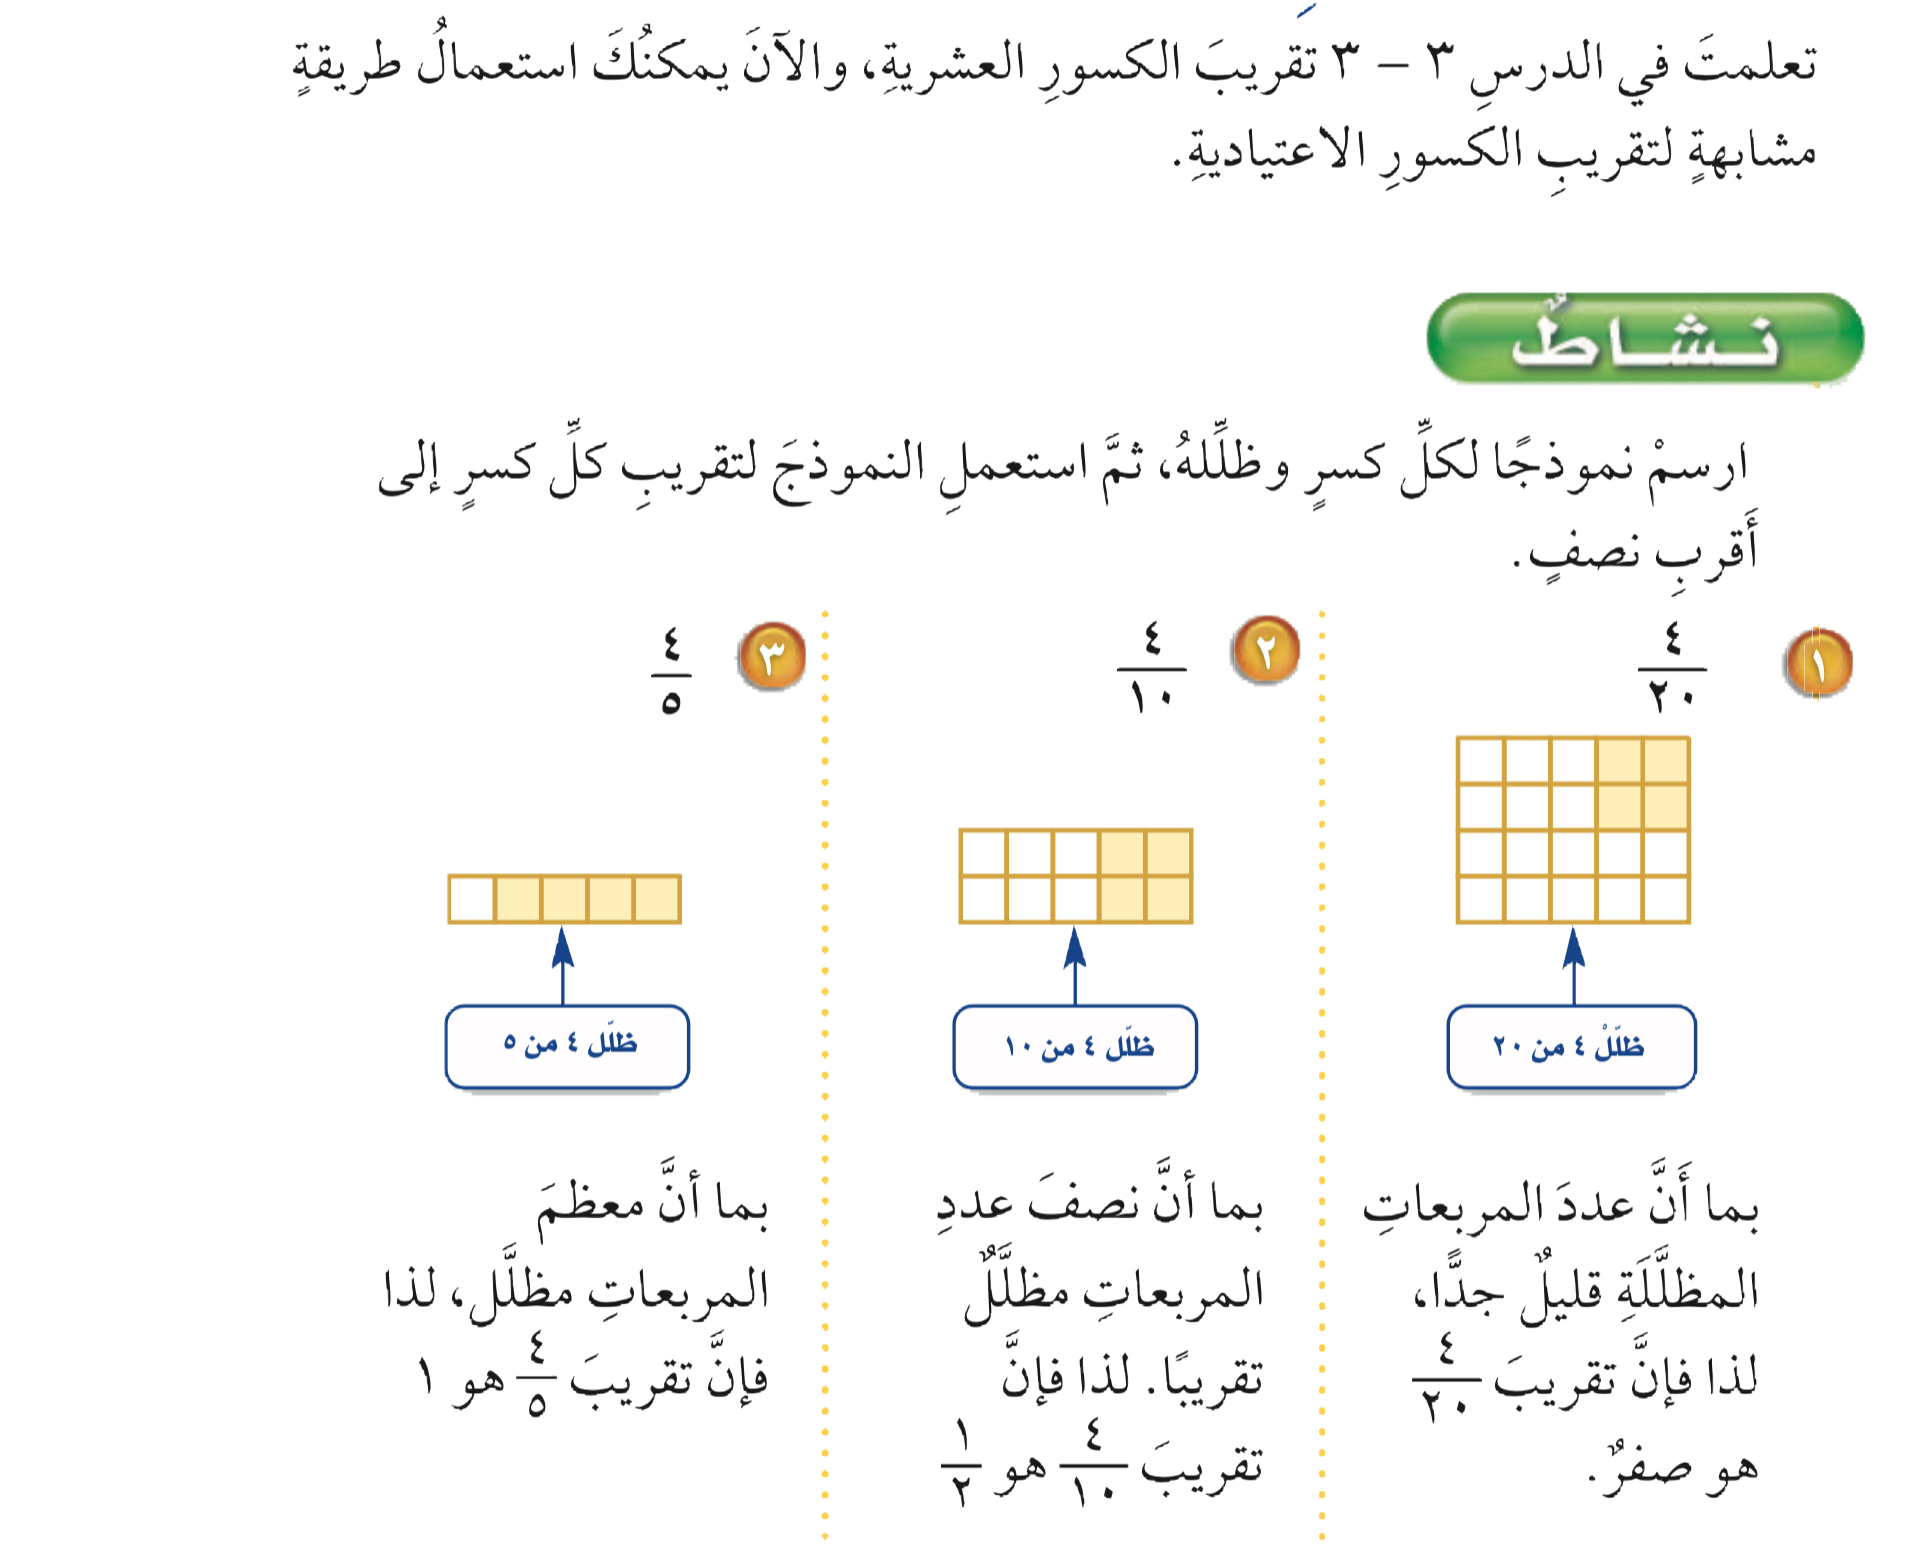 تعلمتَ في الدرسِ ٣ – ٣ تَقريبَ الكسورِ العشريةِ، والآنَ يمكنُكَ استعمالُ طريقةٍ
مشابهةٍ لتقريبِ الكسورِ الاعتياديةِ.
نشاطٌ
ارسمْ نموذجًا لكلِّ كسرٍ وظلِّلهُ، ثمَّ استعملِ النموذجَ لتقريبِ كلِّ كسرٍ إلى
أَقربِ نصفٍ.
١
٤
٢٠
ظلّلْ ٤ من ٢٠
بما أَنَّ عددَ المربعاتِ
المظلَّلَةِ قليلٌ جدًّا،
لذا فإنَّ تقريبَ ٤/٢٠
هو صفرٌ.
٢
٤
١٠
ظلّل ٤ من ١٠
بما أنَّ نصفَ عددِ
المربعاتِ مظلَّلٌ
تقريبًا. لذا فإنَّ
تقريبَ ٤/١٠ هو ١/٢
٣
٤
٥
ظلّل ٤ من ٥
بما أنَّ معظمَ
المربعاتِ مظلَّل، لذا
فإنَّ تقريبَ ٤/٥ هو ١